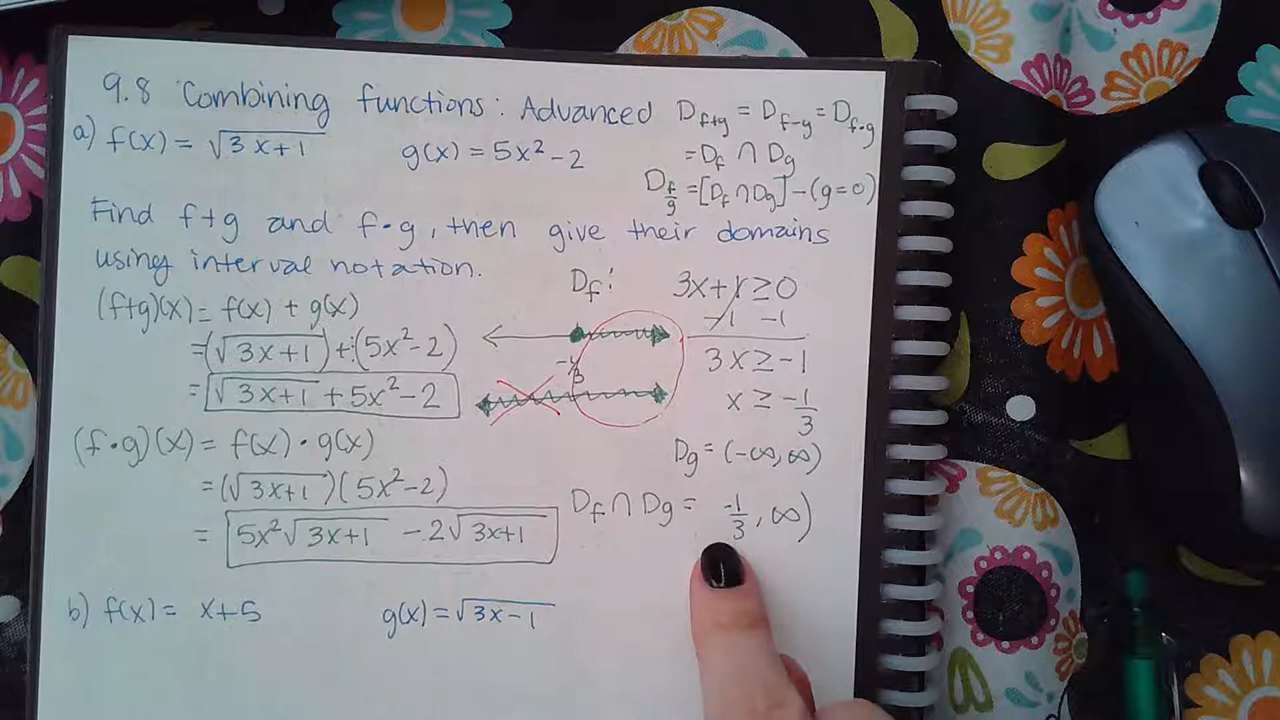 9.8 Combining functions: Advanced
D_{f+g} = D_{f-g} = D_{f•g}
= D_f ∩ D_g
D_{f/g} = [D_f ∩ D_g] - (g=0)
a) f(x) = √(3x+1) g(x) = 5x² - 2
Find f+g and f•g, then give their domains
using interval notation.
(f+g)(x) = f(x) + g(x)
= (√(3x+1)) + (5x² - 2)
= √(3x+1) + 5x² - 2
(f•g)(x) = f(x) • g(x)
= (√(3x+1))(5x² - 2)
= 5x²√(3x+1) - 2√(3x+1)
D_f: 3x+1 ≥ 0
-1 -1
3x ≥ -1
x ≥ -1/3
-1/3
D_g = (-∞, ∞)
D_f ∩ D_g = -1/3, ∞)
b) f(x) = x+5 g(x) = √(3x-1)